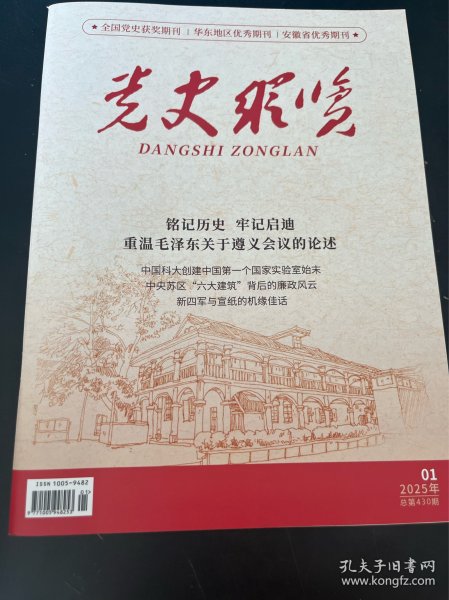 ★ 全国党史获奖期刊 | 华东地区优秀期刊 | 安徽省优秀期刊 ★
党史纵览
DANGSHI ZONGLAN
铭记历史 牢记启迪
重温毛泽东关于遵义会议的论述
中国科大创建中国第一个国家实验室始末
中央苏区“六大建筑”背后的廉政风云
新四军与宣纸的机缘佳话
ISSN 1005-9482
01
9 771005 948253
01
2025年
总第430期
孔夫子旧书网
www.kongfz.com